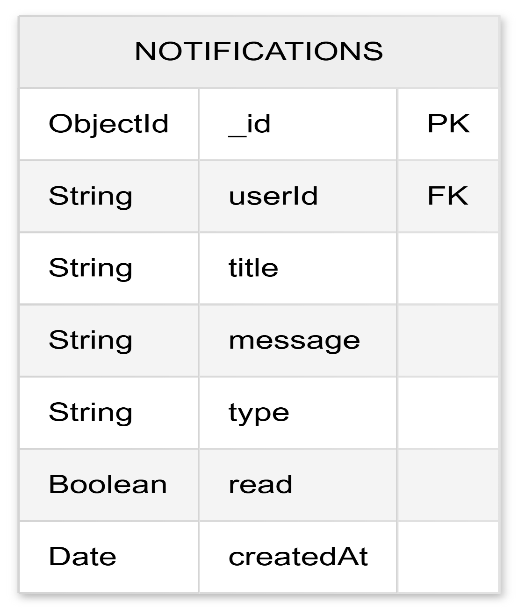 NOTIFICATIONS
ObjectId _id PK
String userId FK
String title
String message
String type
Boolean read
Date createdAt